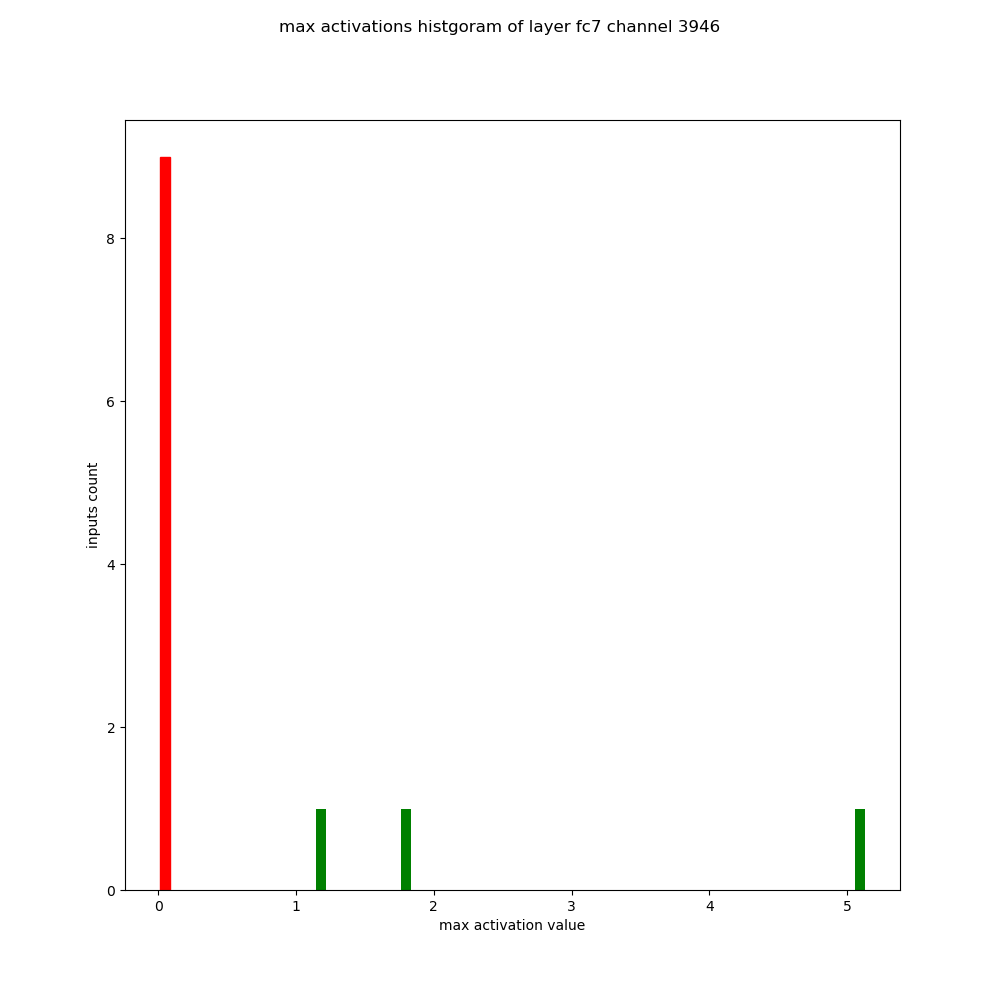 max activations histgoram of layer fc7 channel 3946
8
6
4
2
0
inputs count
0 1 2 3 4 5
max activation value